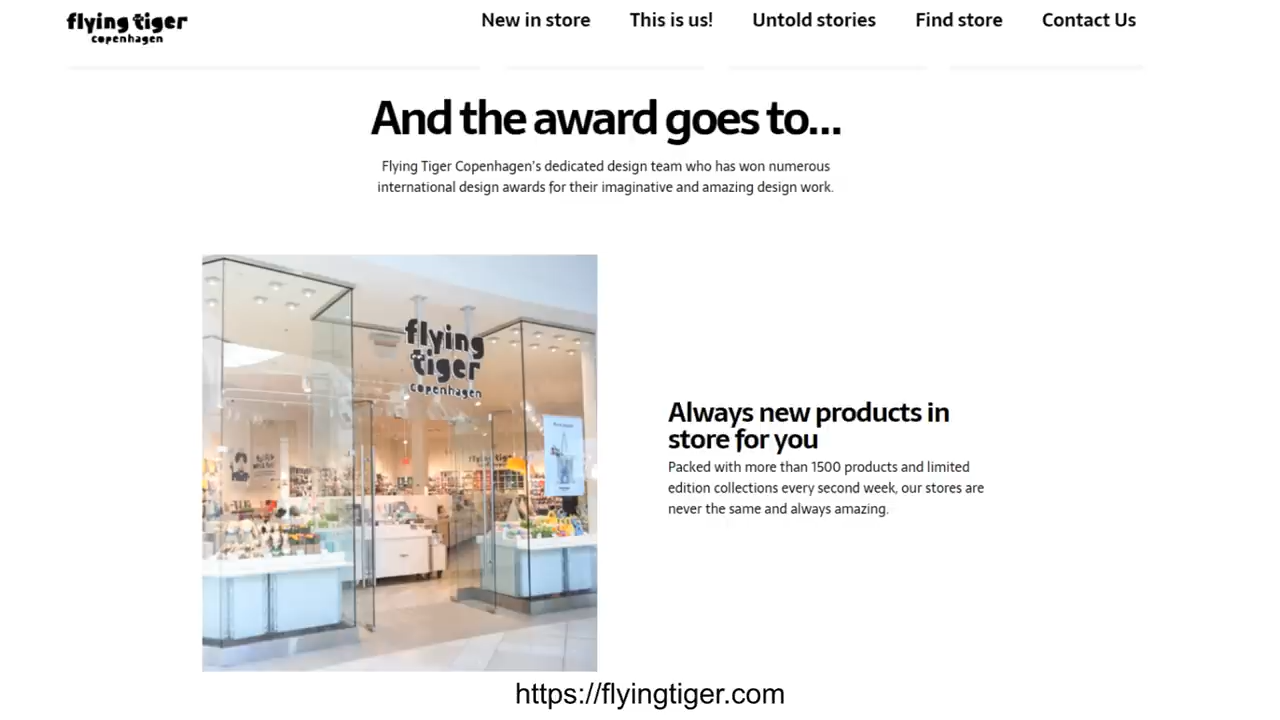 flying tiger
copenhagen
New in store
This is us!
Untold stories
Find store
Contact Us
And the award goes to...
Flying Tiger Copenhagen's dedicated design team who has won numerous
international design awards for their imaginative and amazing design work.
flying
tiger
copenhagen
Always new products in
store for you
Packed with more than 1500 products and limited
edition collections every second week, our stores are
never the same and always amazing.
https://flyingtiger.com